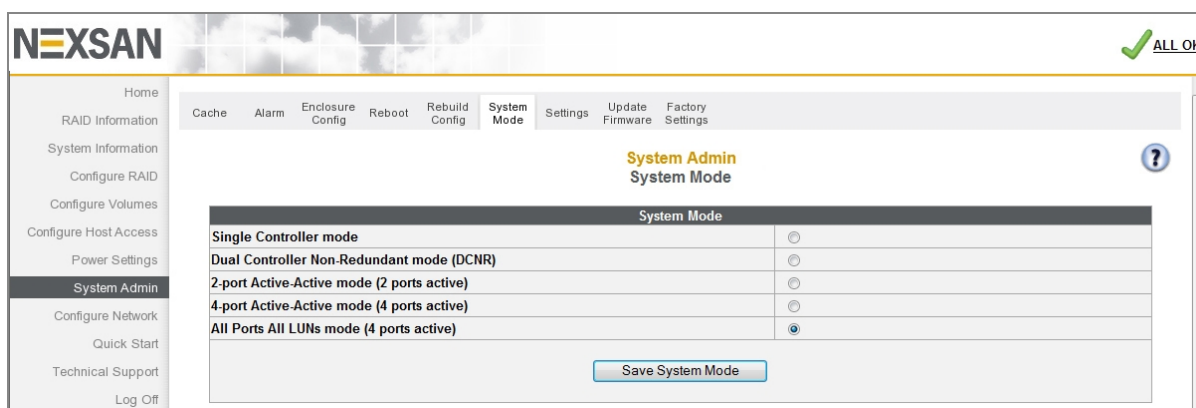 NEXSAN
ALL O
Home
RAID Information
System Information
Configure RAID
Configure Volumes
Configure Host Access
Power Settings
System Admin
Configure Network
Quick Start
Technical Support
Log Off
Cache
Alarm
Enclosure
Config
Reboot
Rebuild
Config
System
Mode
Settings
Update
Firmware
Factory
Settings
System Admin
System Mode
?
System Mode
Single Controller mode
Dual Controller Non-Redundant mode (DCNR)
2-port Active-Active mode (2 ports active)
4-port Active-Active mode (4 ports active)
All Ports All LUNs mode (4 ports active)
Save System Mode